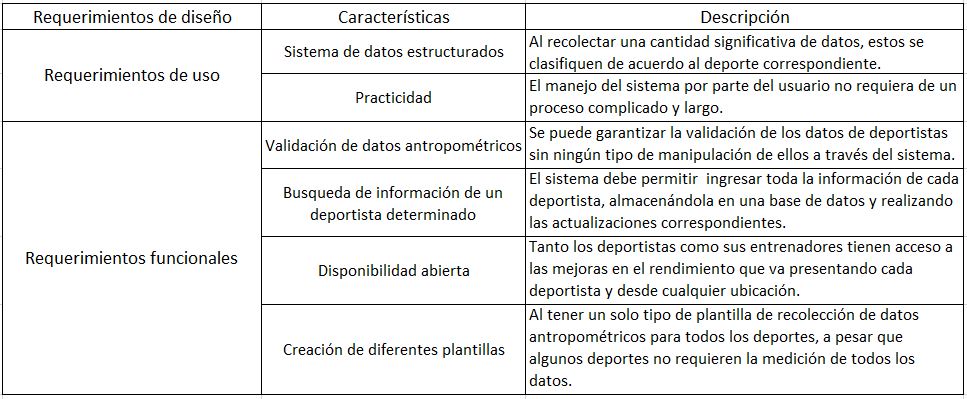 Requerimientos de diseño
Características
Descripción
Requerimientos de uso
Sistema de datos estructurados
Al recolectar una cantidad significativa de datos, estos se
clasifiquen de acuerdo al deporte correspondiente.
Practicidad
El manejo del sistema por parte del usuario no requiera de un
proceso complicado y largo.
Requerimientos funcionales
Validación de datos antropométricos
Se puede garantizar la validación de los datos de deportistas
sin ningún tipo de manipulación de ellos a través del sistema.
Busqueda de información de un
deportista determinado
El sistema debe permitir ingresar toda la información de cada
deportista, almacenándola en una base de datos y realizando
las actualizaciones correspondientes.
Disponibilidad abierta
Tanto los deportistas como sus entrenadores tienen acceso a
las mejoras en el rendimiento que va presentando cada
deportista y desde cualquier ubicación.
Creación de diferentes plantillas
Al tener un solo tipo de plantilla de recolección de datos
antropométricos para todos los deportes, a pesar que
algunos deportes no requieren la medición de todos los
datos.